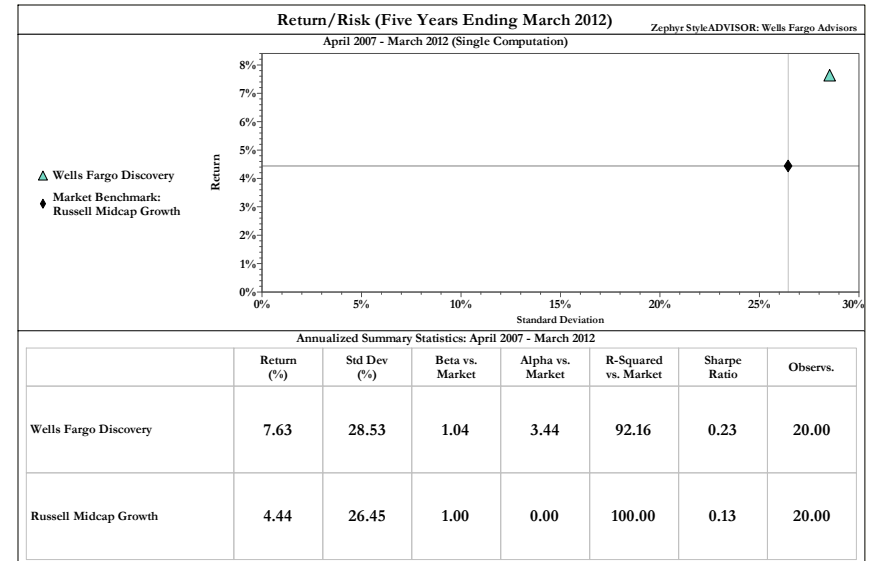 Return/Risk (Five Years Ending March 2012)
Zephyr StyleADVISOR: Wells Fargo Advisors
April 2007 - March 2012 (Single Computation)
8%
7%
6%
5%
4%
3%
2%
1%
0%
Return
Wells Fargo Discovery
Market Benchmark:
Russell Midcap Growth
0% 5% 10% 15% 20% 25% 30%
Standard Deviation
Annualized Summary Statistics: April 2007 - March 2012
Return (%) Std Dev (%) Beta vs. Market Alpha vs. Market R-Squared vs. Market Sharpe Ratio Observs.
Wells Fargo Discovery 7.63 28.53 1.04 3.44 92.16 0.23 20.00
Russell Midcap Growth 4.44 26.45 1.00 0.00 100.00 0.13 20.00